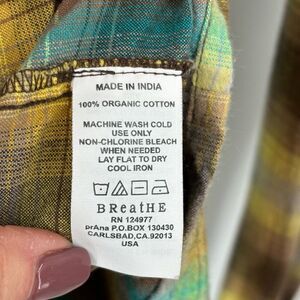 MADE IN INDIA
100% ORGANIC COTTON
MACHINE WASH COLD
USE ONLY
NON-CHLORINE BLEACH
WHEN NEEDED
LAY FLAT TO DRY
COOL IRON
BReatHE
RN 124977
prAna P.O.BOX 130430
CARLSBAD,CA.92013
USA